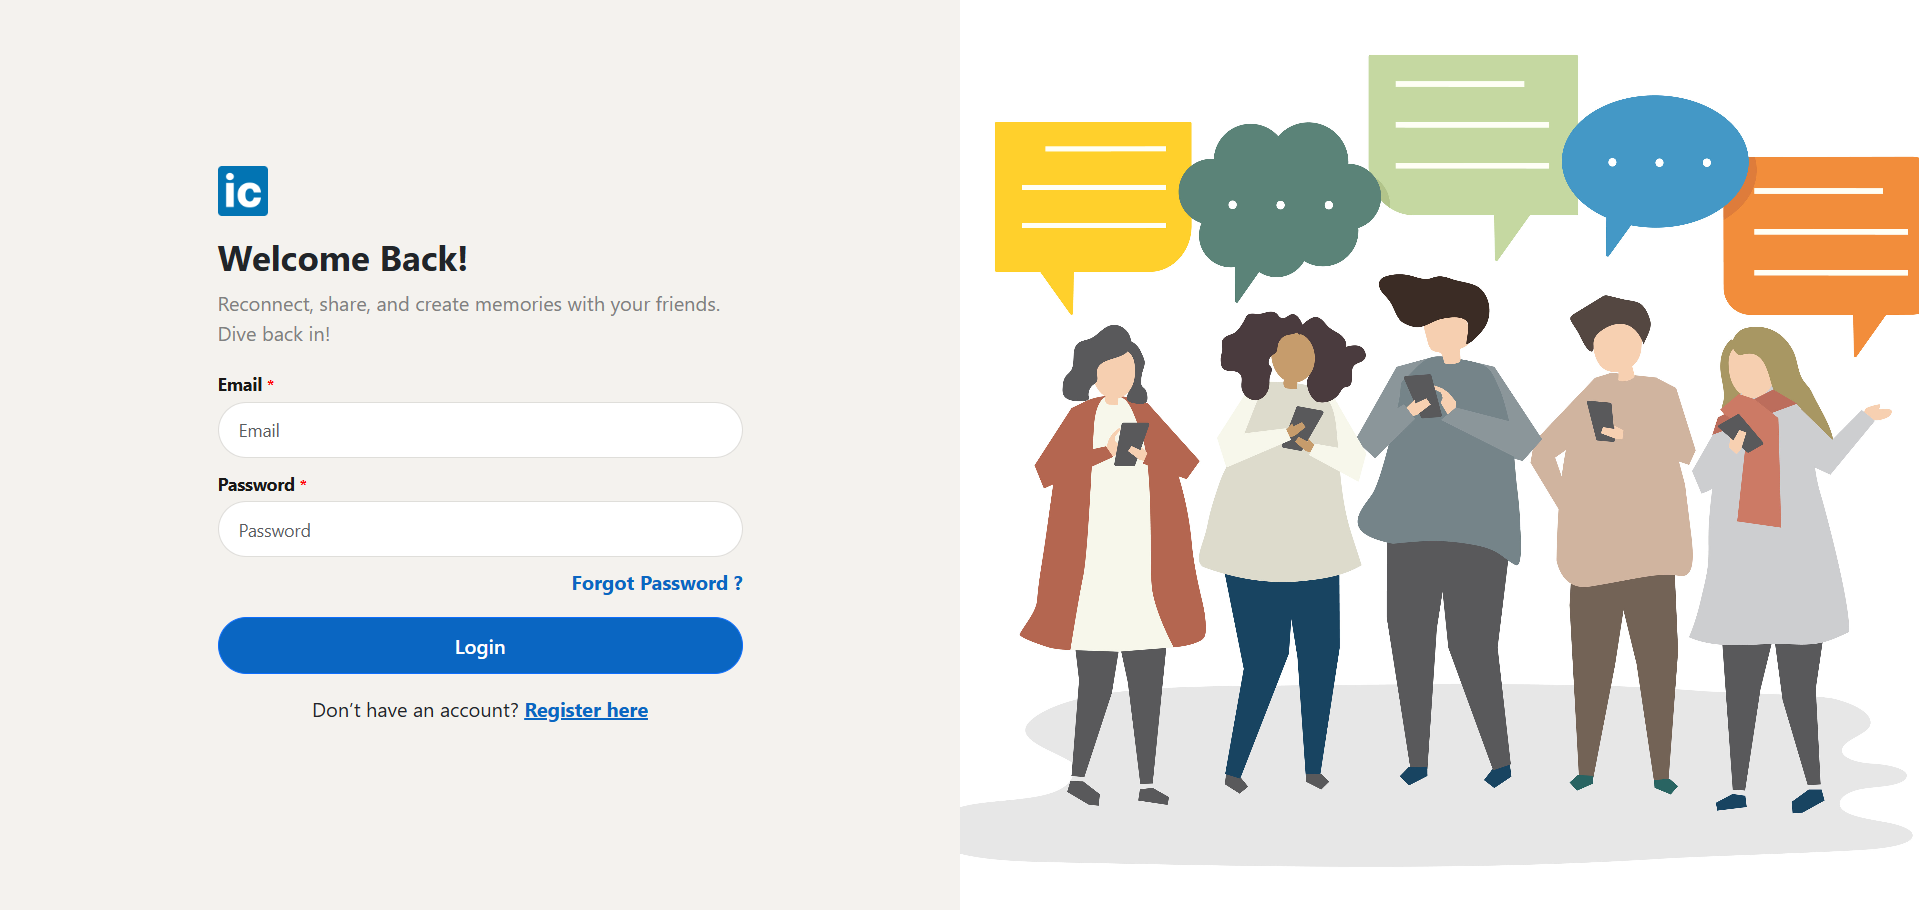 ic
Welcome Back!
Reconnect, share, and create memories with your friends.
Dive back in!
Email *
Email
Password *
Password
Forgot Password ?
Login
Don’t have an account? Register here